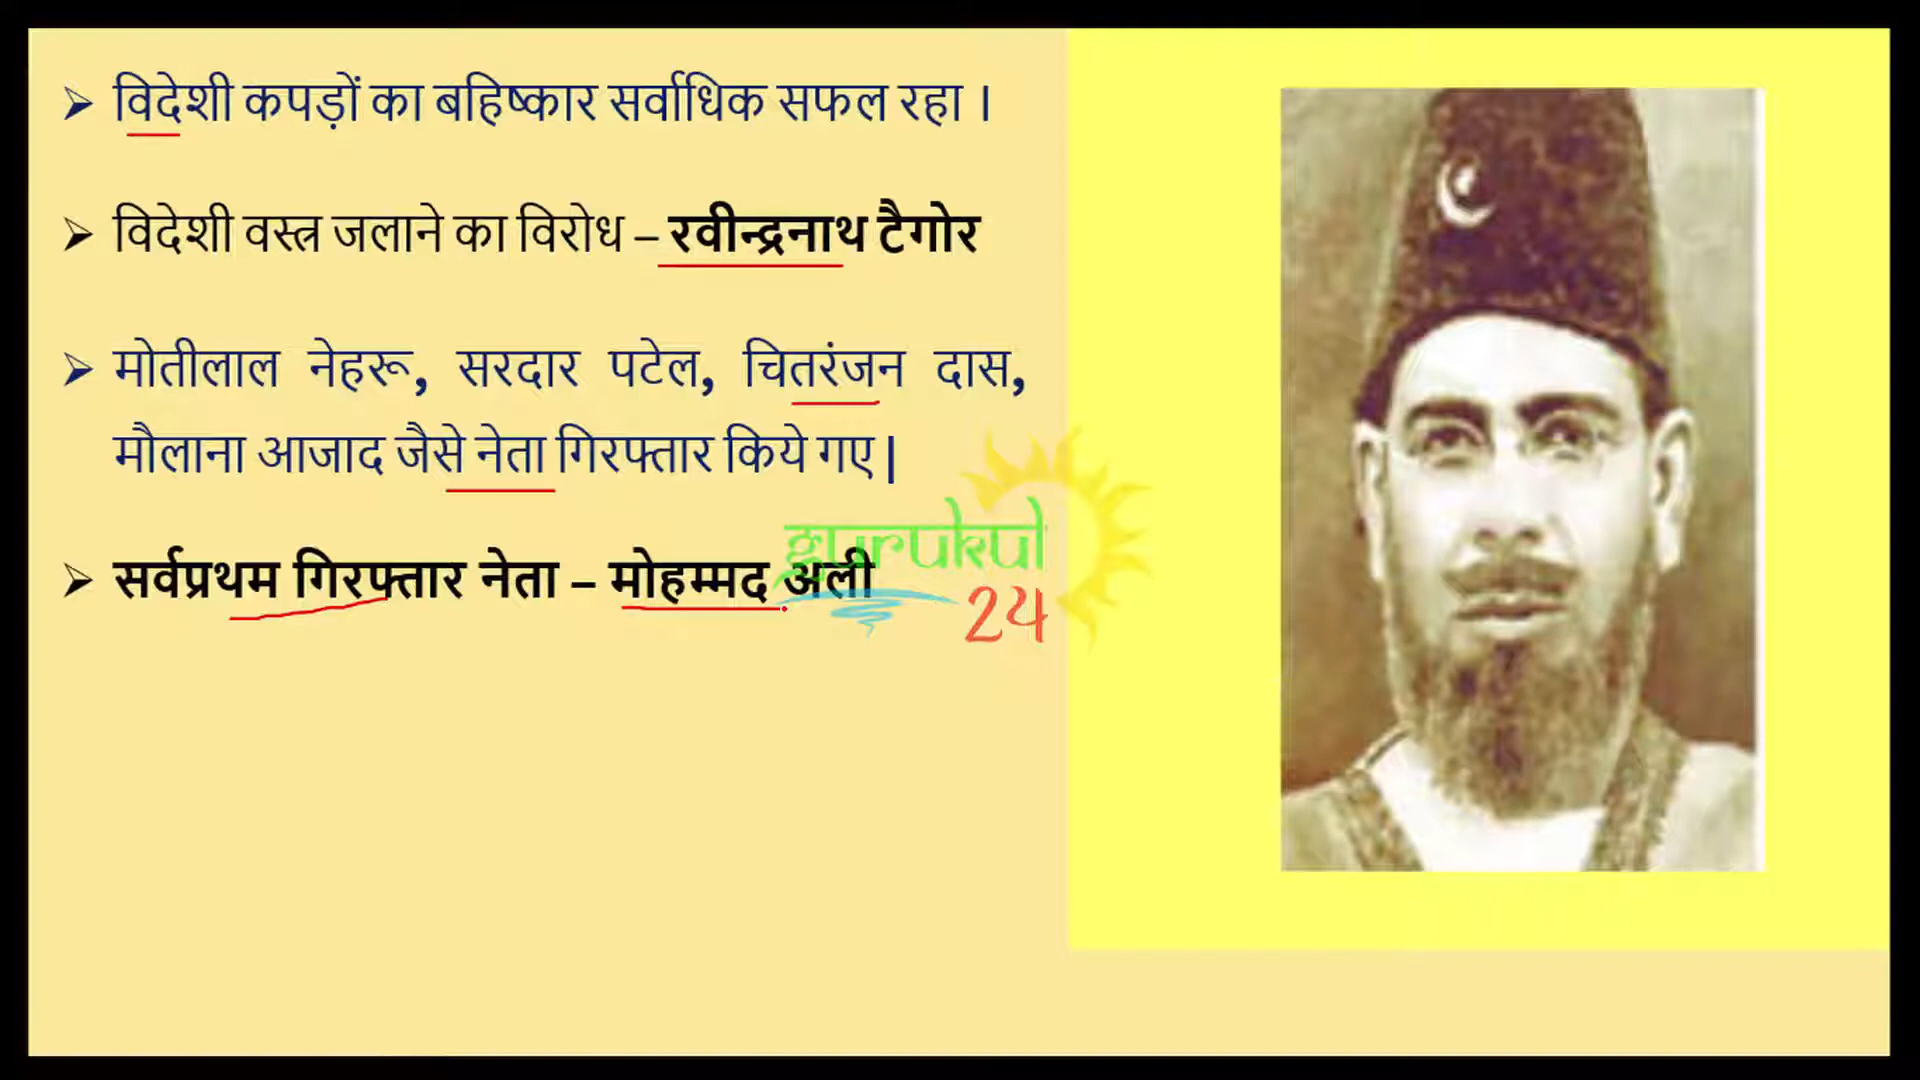 विदेशी कपड़ों का बहिष्कार सर्वाधिक सफल रहा ।
विदेशी वस्त्र जलाने का विरोध – रवीन्द्रनाथ टैगोर
मोतीलाल नेहरू, सरदार पटेल, चितरंजन दास,
मौलाना आजाद जैसे नेता गिरफ्तार किये गए|
सर्वप्रथम गिरफ्तार नेता – मोहम्मद अली
gurukul
24